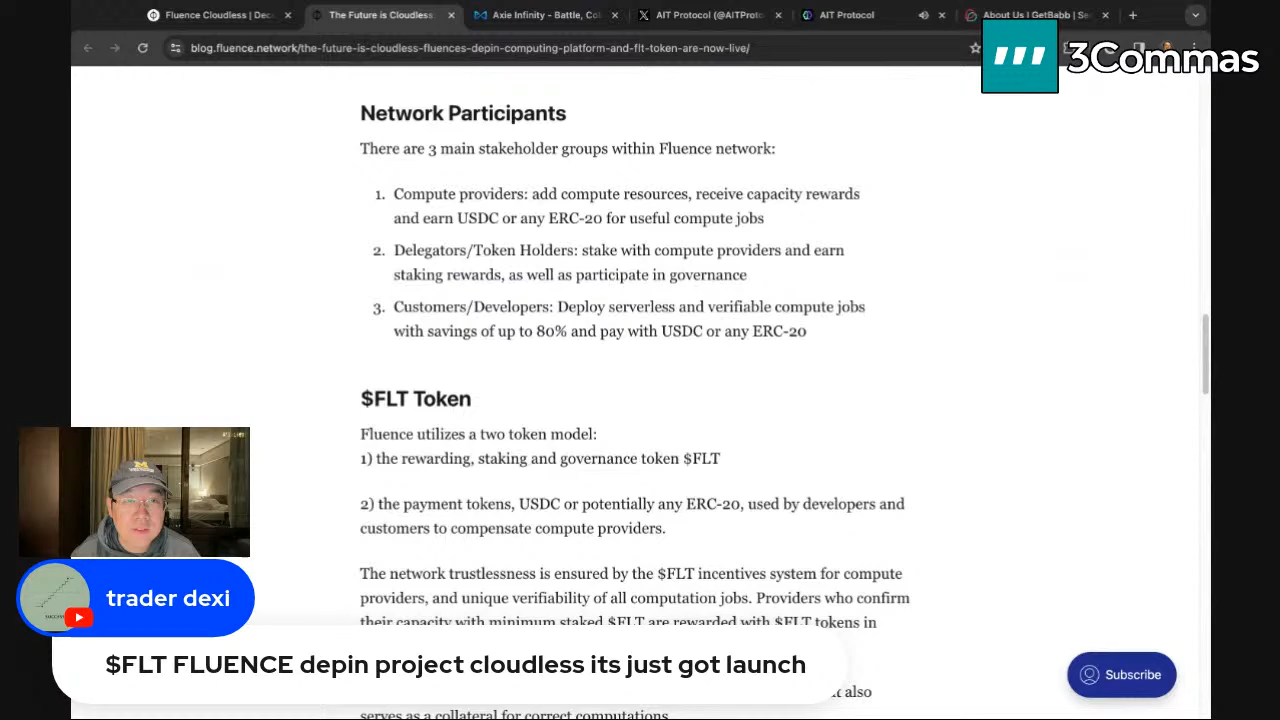 Fluence Cloudless | Dec
The Future is Cloudless
Axie Infinity - Battle, Col
AIT Protocol (@AITProto
AIT Protocol
About Us | GetBabb | Se
blog.fluence.network/the-future-is-cloudless-fluences-depin-computing-platform-and-flt-token-are-now-live/
3Commas
Network Participants
There are 3 main stakeholder groups within Fluence network:
1. Compute providers: add compute resources, receive capacity rewards
and earn USDC or any ERC-20 for useful compute jobs
2. Delegators/Token Holders: stake with compute providers and earn
staking rewards, as well as participate in governance
3. Customers/Developers: Deploy serverless and verifiable compute jobs
with savings of up to 80% and pay with USDC or any ERC-20
$FLT Token
Fluence utilizes a two token model:
1) the rewarding, staking and governance token $FLT
2) the payment tokens, USDC or potentially any ERC-20, used by developers and
customers to compensate compute providers.
The network trustlessness is ensured by the $FLT incentives system for compute
providers, and unique verifiability of all computation jobs. Providers who confirm
their capacity with minimum staked $FLT are rewarded with $FLT tokens in
trader dexi
$FLT FLUENCE depin project cloudless its just got launch
also
serves as a collateral for correct computations.
Subscribe